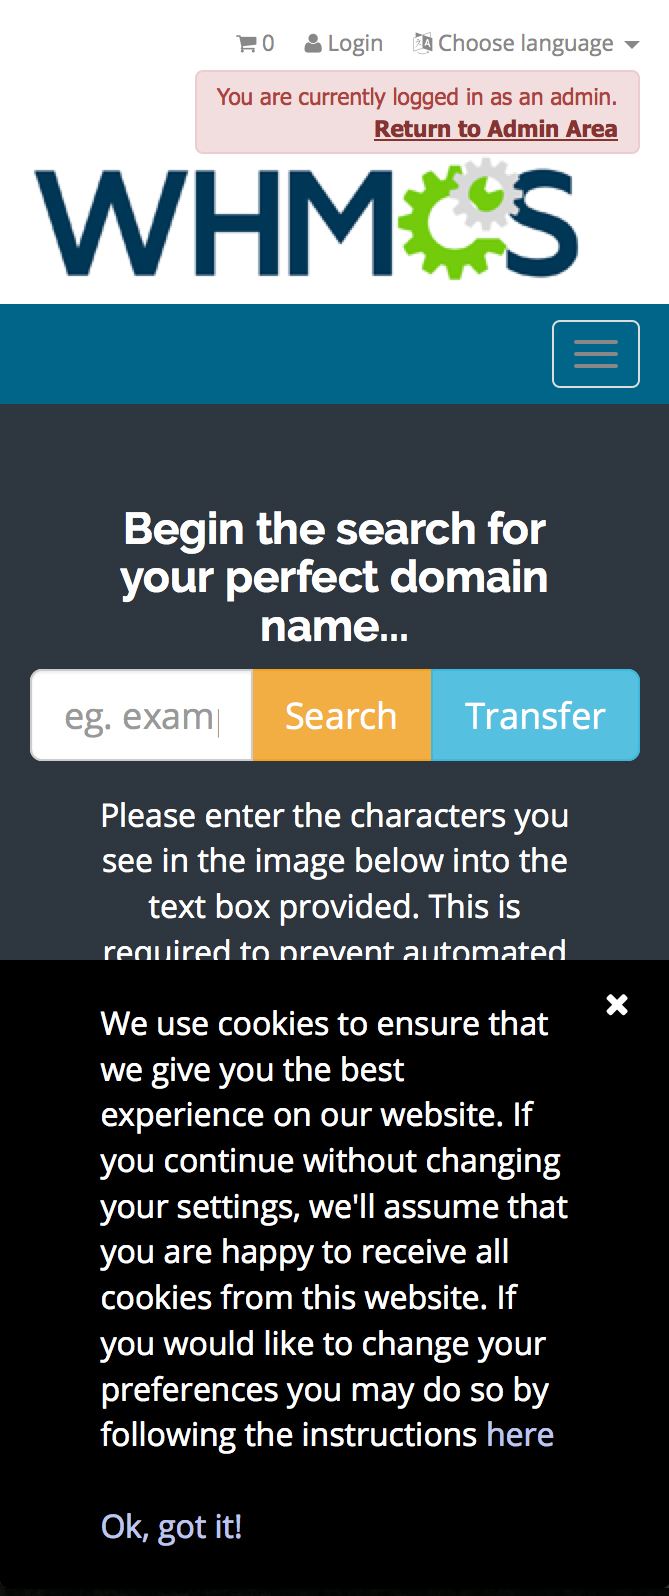 0 Login Choose language
You are currently logged in as an admin.
Return to Admin Area
WHMCS
Begin the search for
your perfect domain
name...
eg. exam Search Transfer
Please enter the characters you
see in the image below into the
text box provided. This is
required to prevent automated
We use cookies to ensure that
we give you the best
experience on our website. If
you continue without changing
your settings, we'll assume that
you are happy to receive all
cookies from this website. If
you would like to change your
preferences you may do so by
following the instructions here
Ok, got it!